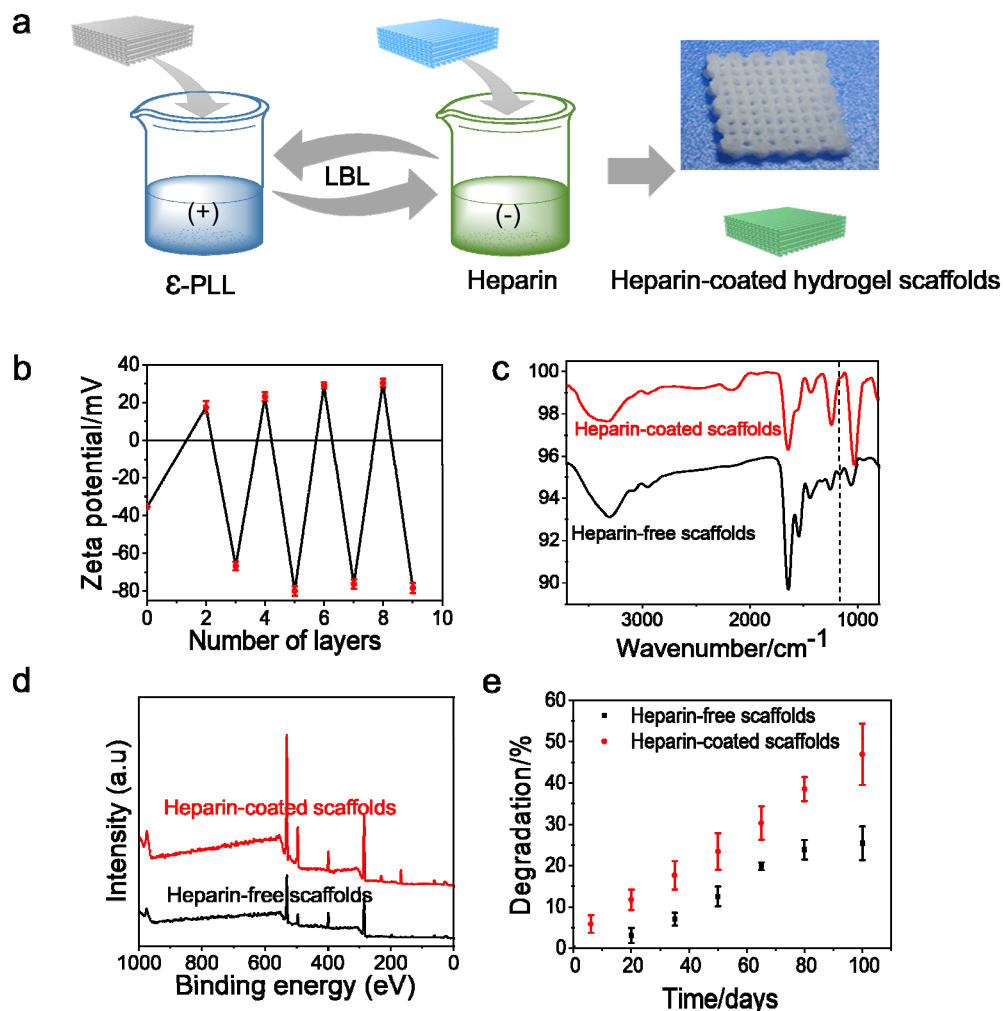 a
LBL
(+)
(-)
Ɛ-PLL
Heparin
Heparin-coated hydrogel scaffolds
b
Zeta potential/mV
40
20
0
-20
-40
-60
-80
0 2 4 6 8 10
Number of layers
c
100
98
96
94
92
90
Heparin-coated scaffolds
Heparin-free scaffolds
3000 2000 1000
Wavenumber/cm⁻¹
d
Intensity (a.u)
Heparin-coated scaffolds
Heparin-free scaffolds
1000 800 600 400 200 0
Binding energy (eV)
e
Degradation/%
60
50
40
30
20
10
0
Heparin-free scaffolds
Heparin-coated scaffolds
0 20 40 60 80 100
Time/days